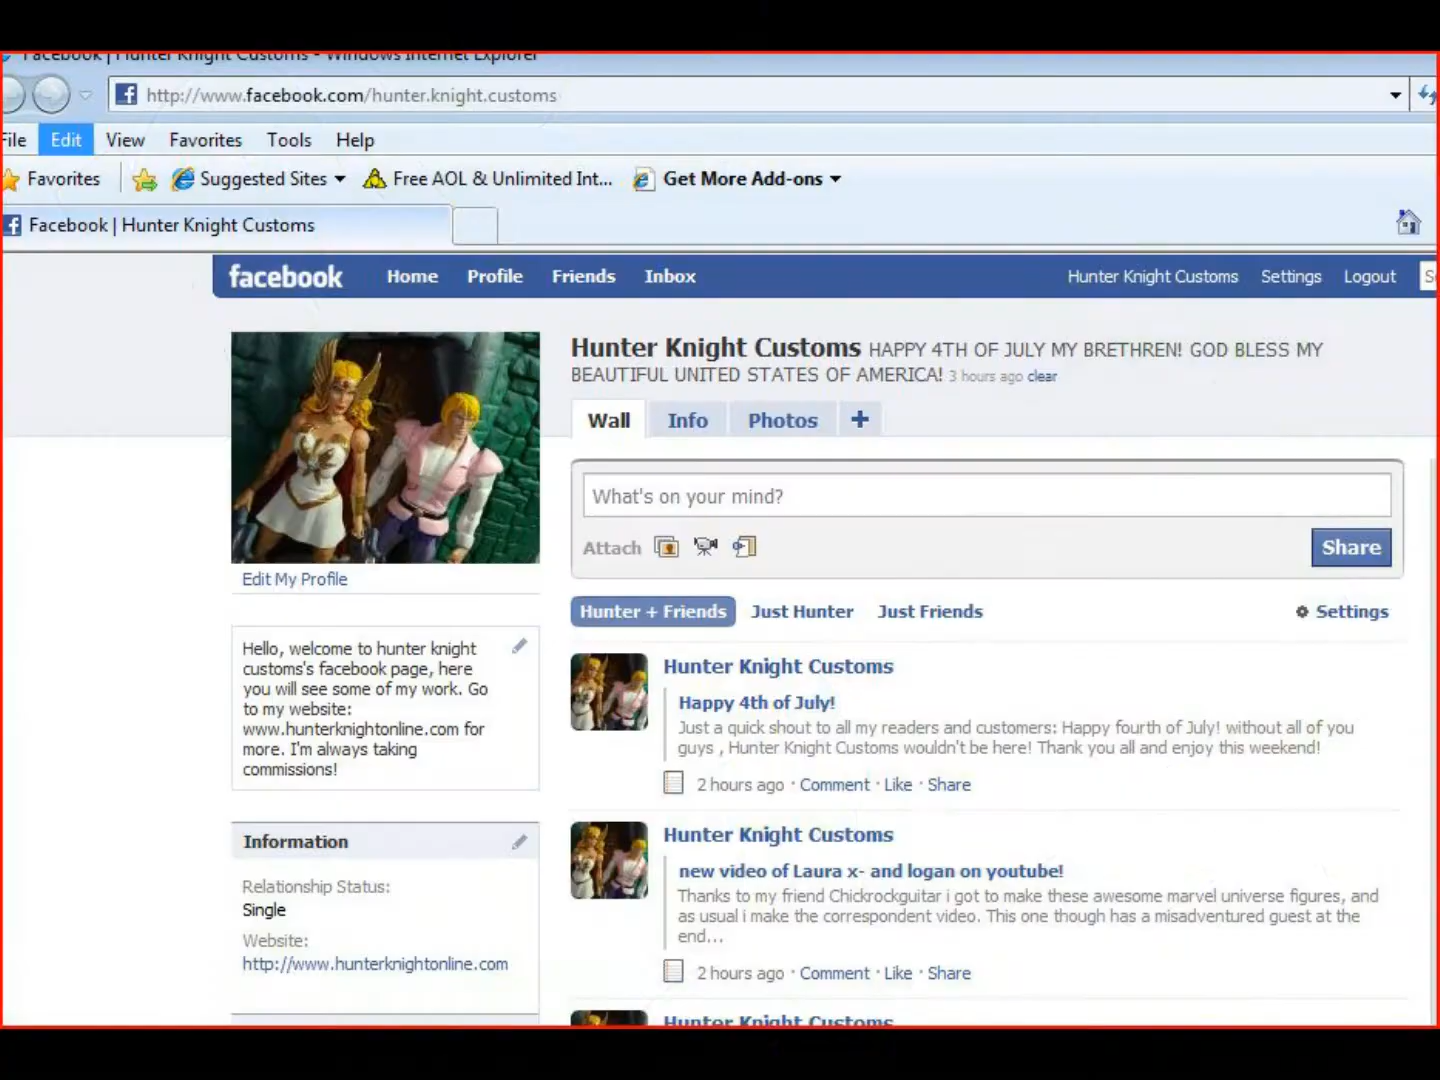 Facebook | Hunter Knight Customs - Windows Internet Explorer
http://www.facebook.com/hunter.knight.customs
File Edit View Favorites Tools Help
Favorites Suggested Sites Free AOL & Unlimited Int... Get More Add-ons
Facebook | Hunter Knight Customs
facebook Home Profile Friends Inbox Hunter Knight Customs Settings Logout
Hunter Knight Customs HAPPY 4TH OF JULY MY BRETHREN! GOD BLESS MY
BEAUTIFUL UNITED STATES OF AMERICA! 3 hours ago clear
Wall Info Photos +
What's on your mind?
Attach Share
Edit My Profile
Hunter + Friends Just Hunter Just Friends Settings
Hello, welcome to hunter knight
customs's facebook page, here
you will see some of my work. Go
to my website:
www.hunterknightonline.com for
more. I'm always taking
commissions!
Hunter Knight Customs
Happy 4th of July!
Just a quick shout to all my readers and customers: Happy fourth of July! without all of you
guys , Hunter Knight Customs wouldn't be here! Thank you all and enjoy this weekend!
2 hours ago · Comment · Like · Share
Information
Relationship Status:
Single
Website:
http://www.hunterknightonline.com
Hunter Knight Customs
new video of Laura x- and logan on youtube!
Thanks to my friend Chickrockguitar i got to make these awesome marvel universe figures, and
as usual i make the correspondent video. This one though has a misadventured guest at the
end...
2 hours ago · Comment · Like · Share
Hunter Knight Customs